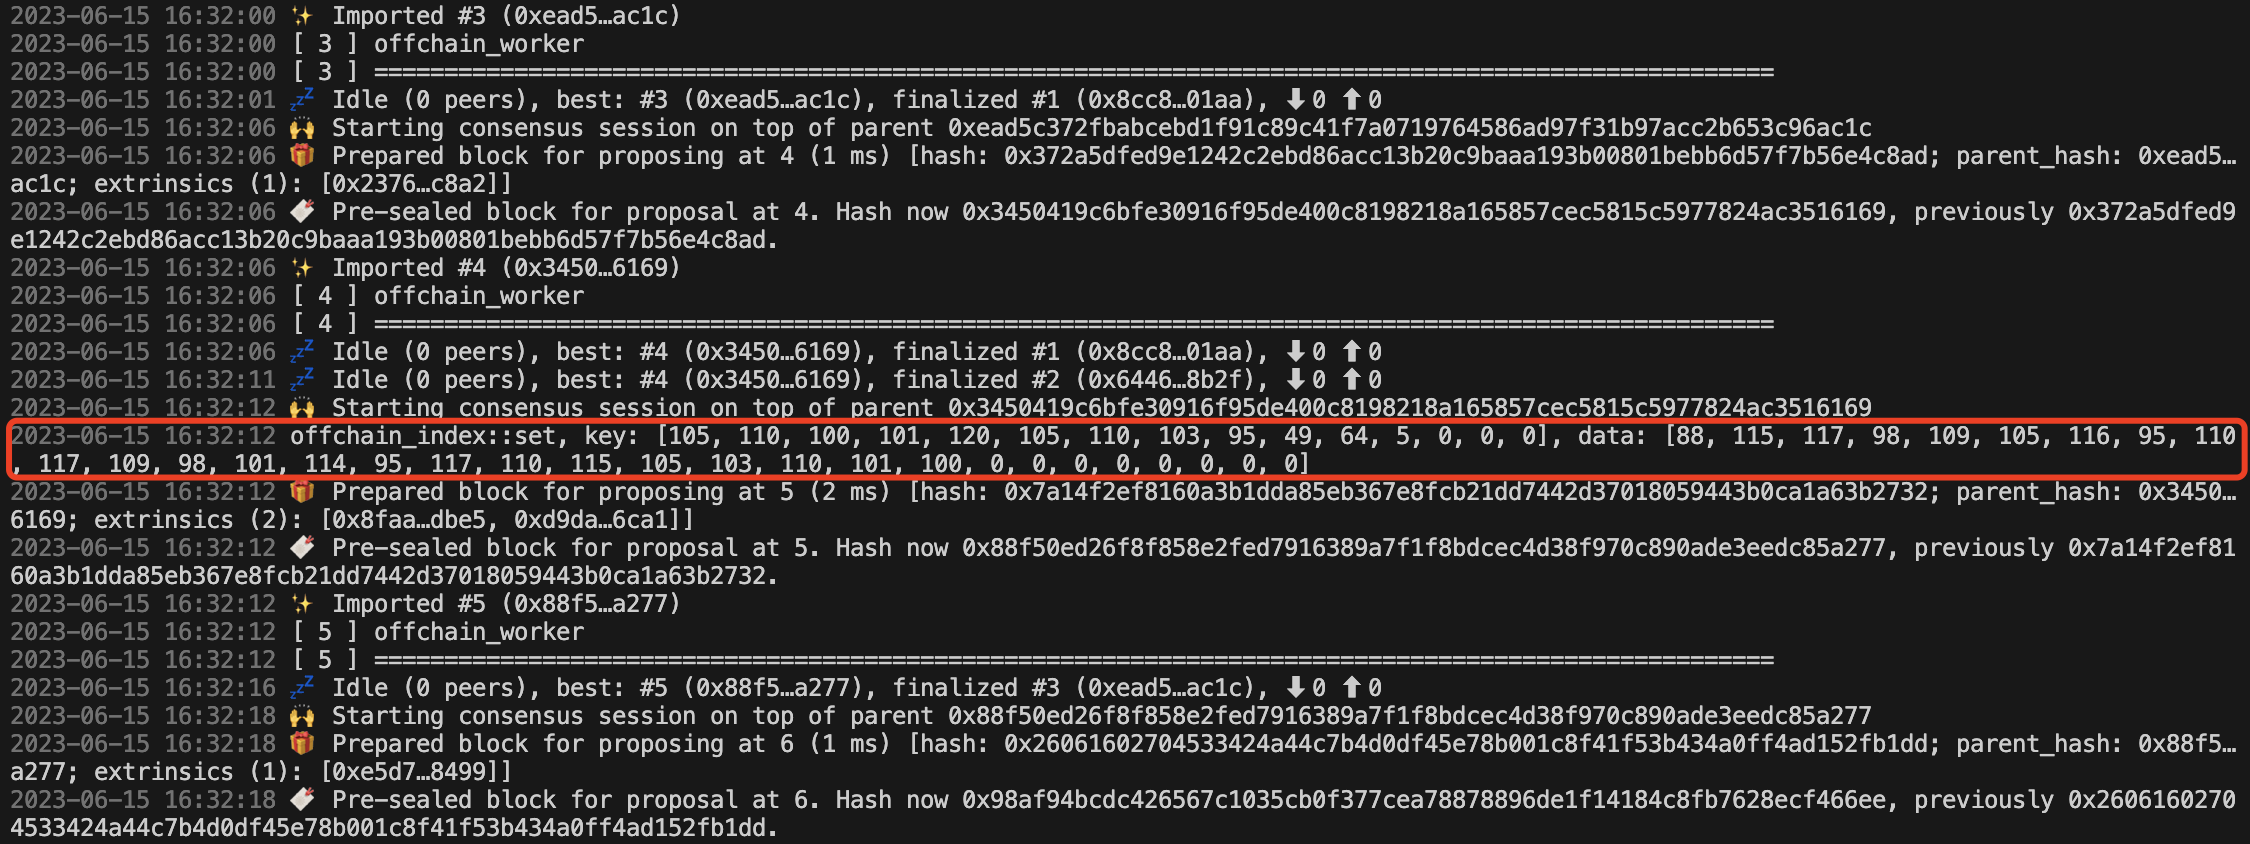 2023-06-15 16:32:00 ✨ Imported #3 (0xead5…ac1c)
2023-06-15 16:32:00 [ 3 ] offchain_worker
2023-06-15 16:32:00 [ 3 ] ====================================================================================================
2023-06-15 16:32:01 💤 Idle (0 peers), best: #3 (0xead5…ac1c), finalized #1 (0x8cc8…01aa), ⬇ 0 ⬆ 0
2023-06-15 16:32:06 🙌 Starting consensus session on top of parent 0xead5c372fbabcebd1f91c89c41f7a0719764586ad97f31b97acc2b653c96ac1c
2023-06-15 16:32:06 🎁 Prepared block for proposing at 4 (1 ms) [hash: 0x372a5dfed9e1242c2ebd86acc13b20c9baaa193b00801bebb6d57f7b56e4c8ad; parent_hash: 0xead5…
ac1c; extrinsics (1): [0x2376…c8a2]]
2023-06-15 16:32:06 🔖 Pre-sealed block for proposal at 4. Hash now 0x3450419c6bfe30916f95de400c8198218a165857cec5815c5977824ac3516169, previously 0x372a5dfed9
e1242c2ebd86acc13b20c9baaa193b00801bebb6d57f7b56e4c8ad.
2023-06-15 16:32:06 ✨ Imported #4 (0x3450…6169)
2023-06-15 16:32:06 [ 4 ] offchain_worker
2023-06-15 16:32:06 [ 4 ] ====================================================================================================
2023-06-15 16:32:06 💤 Idle (0 peers), best: #4 (0x3450…6169), finalized #1 (0x8cc8…01aa), ⬇ 0 ⬆ 0
2023-06-15 16:32:11 💤 Idle (0 peers), best: #4 (0x3450…6169), finalized #2 (0x6446…8b2f), ⬇ 0 ⬆ 0
2023-06-15 16:32:12 🙌 Starting consensus session on top of parent 0x3450419c6bfe30916f95de400c8198218a165857cec5815c5977824ac3516169
2023-06-15 16:32:12 offchain_index::set, key: [105, 110, 100, 101, 120, 105, 110, 103, 95, 49, 64, 5, 0, 0, 0], data: [88, 115, 117, 98, 109, 105, 116, 95, 110
, 117, 109, 98, 101, 114, 95, 117, 110, 115, 105, 103, 110, 101, 100, 0, 0, 0, 0, 0, 0, 0, 0]
2023-06-15 16:32:12 🎁 Prepared block for proposing at 5 (2 ms) [hash: 0x7a14f2ef8160a3b1dda85eb367e8fcb21dd7442d37018059443b0ca1a63b2732; parent_hash: 0x3450…
6169; extrinsics (2): [0x8faa…dbe5, 0xd9da…6ca1]]
2023-06-15 16:32:12 🔖 Pre-sealed block for proposal at 5. Hash now 0x88f50ed26f8f858e2fed7916389a7f1f8bdcec4d38f970c890ade3eedc85a277, previously 0x7a14f2ef81
60a3b1dda85eb367e8fcb21dd7442d37018059443b0ca1a63b2732.
2023-06-15 16:32:12 ✨ Imported #5 (0x88f5…a277)
2023-06-15 16:32:12 [ 5 ] offchain_worker
2023-06-15 16:32:12 [ 5 ] ====================================================================================================
2023-06-15 16:32:16 💤 Idle (0 peers), best: #5 (0x88f5…a277), finalized #3 (0xead5…ac1c), ⬇ 0 ⬆ 0
2023-06-15 16:32:18 🙌 Starting consensus session on top of parent 0x88f50ed26f8f858e2fed7916389a7f1f8bdcec4d38f970c890ade3eedc85a277
2023-06-15 16:32:18 🎁 Prepared block for proposing at 6 (1 ms) [hash: 0x26061602704533424a44c7b4d0df45e78b001c8f41f53b434a0ff4ad152fb1dd; parent_hash: 0x88f5…
a277; extrinsics (1): [0xe5d7…8499]]
2023-06-15 16:32:18 🔖 Pre-sealed block for proposal at 6. Hash now 0x98af94bcdc426567c1035cb0f377cea78878896de1f14184c8fb7628ecf466ee, previously 0x2606160270
4533424a44c7b4d0df45e78b001c8f41f53b434a0ff4ad152fb1dd.